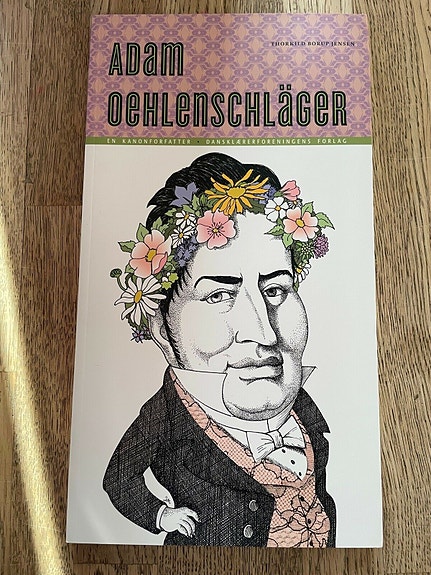 THORKILD BORUP JENSEN
ADAM
OEHLENSCHLÄGER
EN KANONFORFATTER · DANSKLÆRERFORENINGENS FORLAG